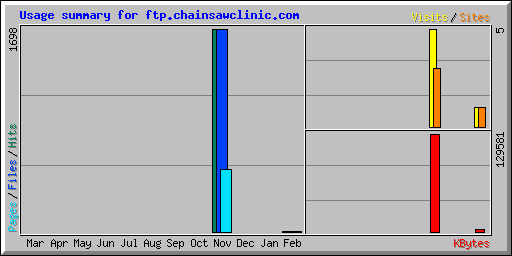 Usage summary for ftp.chainsawclinic.com
Visits/Sites
1698
5
Pages/Files/Hits
129581
Mar Apr May Jun Jul Aug Sep Oct Nov Dec Jan Feb
KBytes